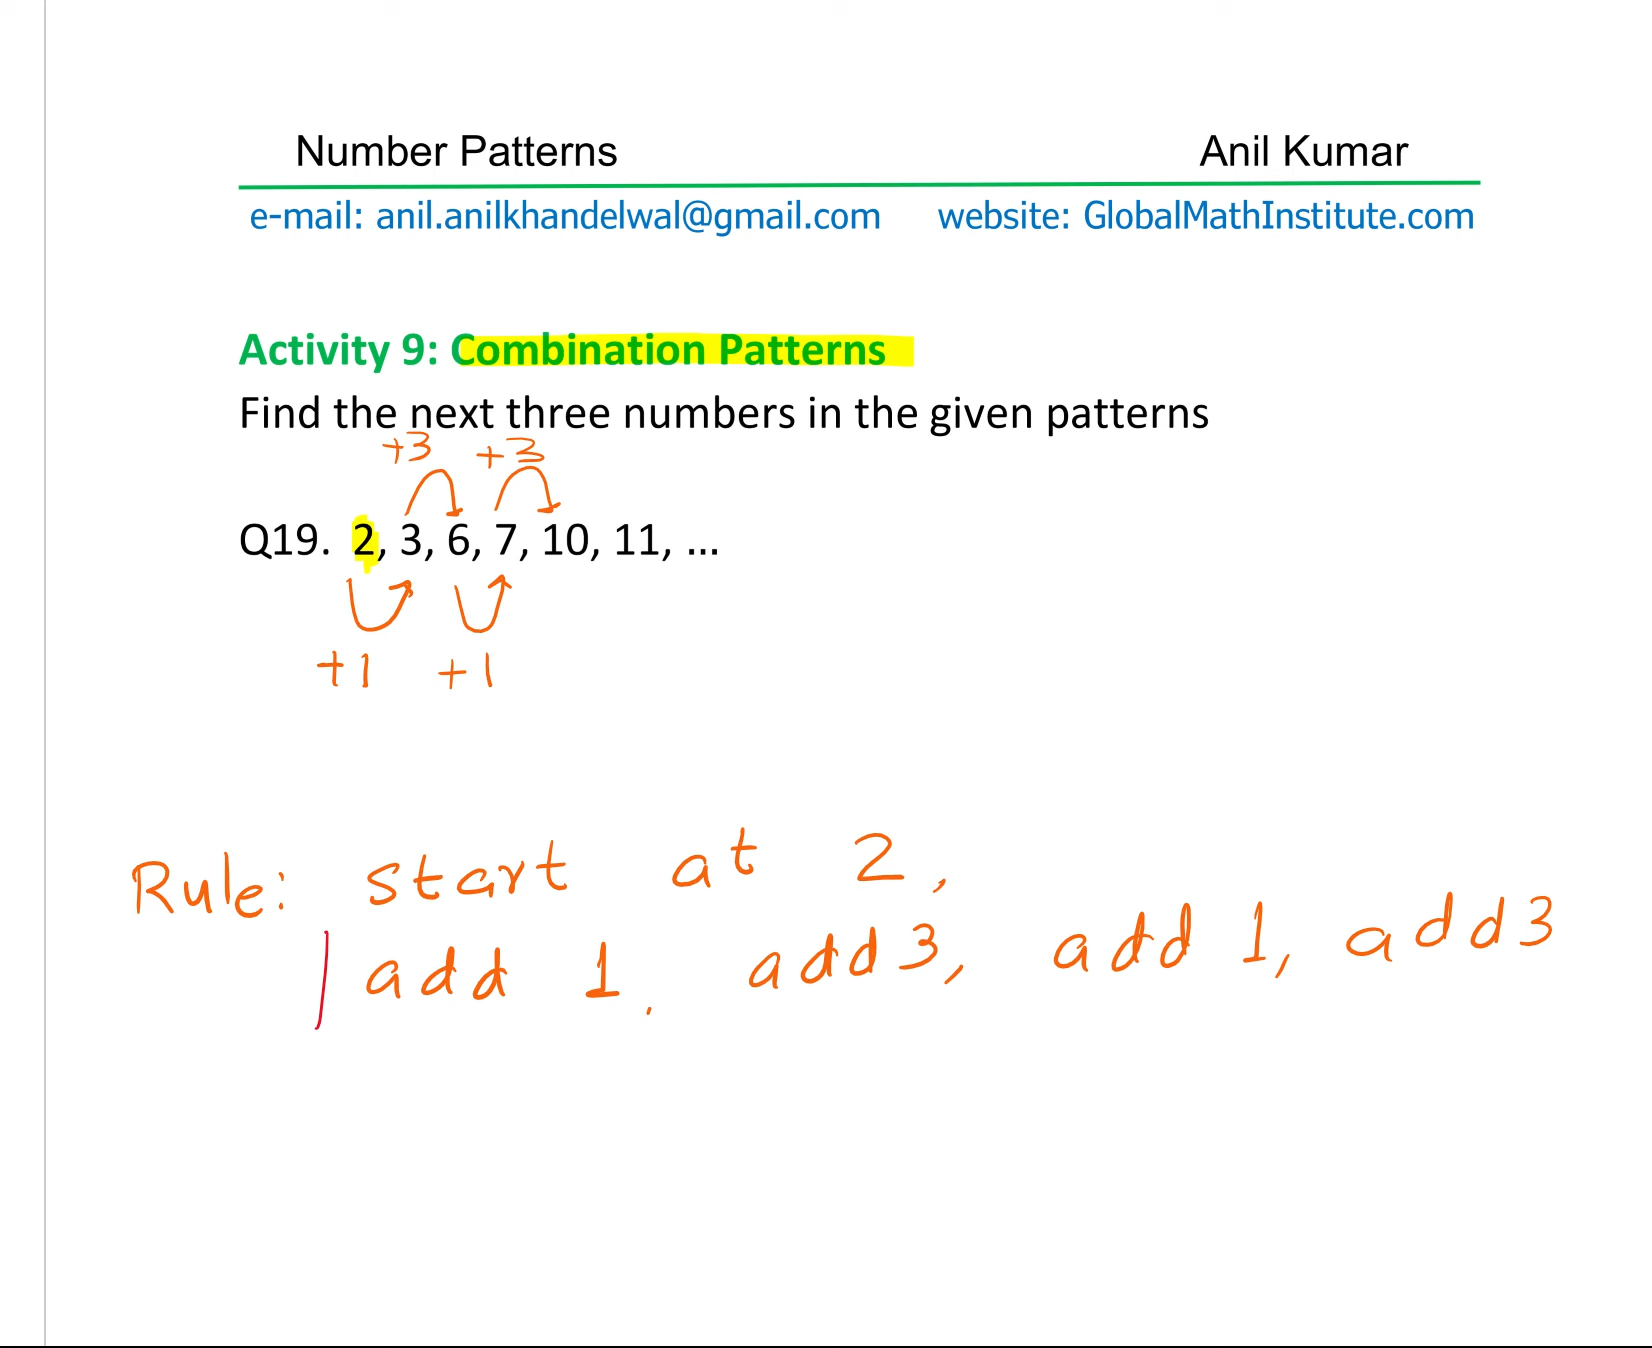 Number Patterns Anil Kumar
e-mail: anil.anilkhandelwal@gmail.com website: GlobalMathInstitute.com
Activity 9: Combination Patterns
Find the next three numbers in the given patterns
+3 +3
Q19. 2, 3, 6, 7, 10, 11, ...
+1 +1
Rule: start at 2,
add 1, add 3, add 1, add 3